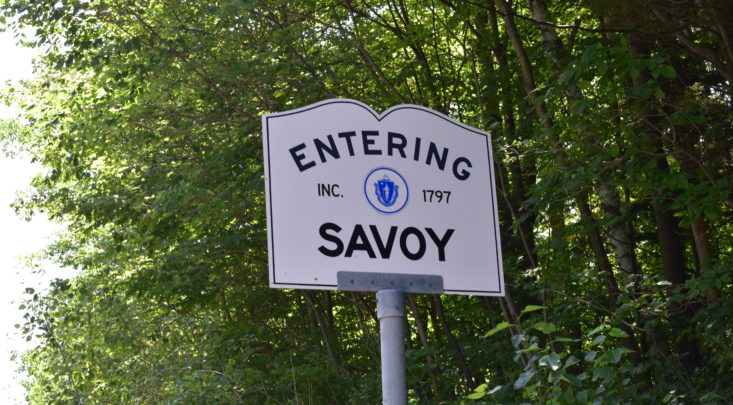 ENTERING
INC. 1797
SAVOY